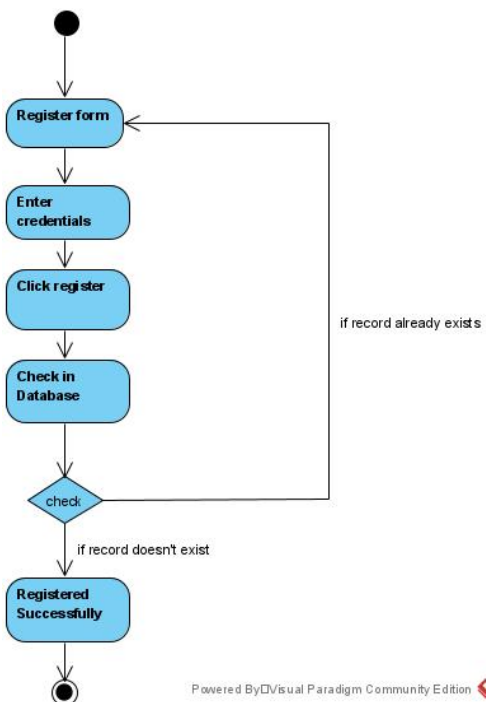 Register form
Enter
credentials
Click register
if record already exists
Check in
Database
check
if record doesn't exist
Registered
Successfully
Powered By□Visual Paradigm Community Edition